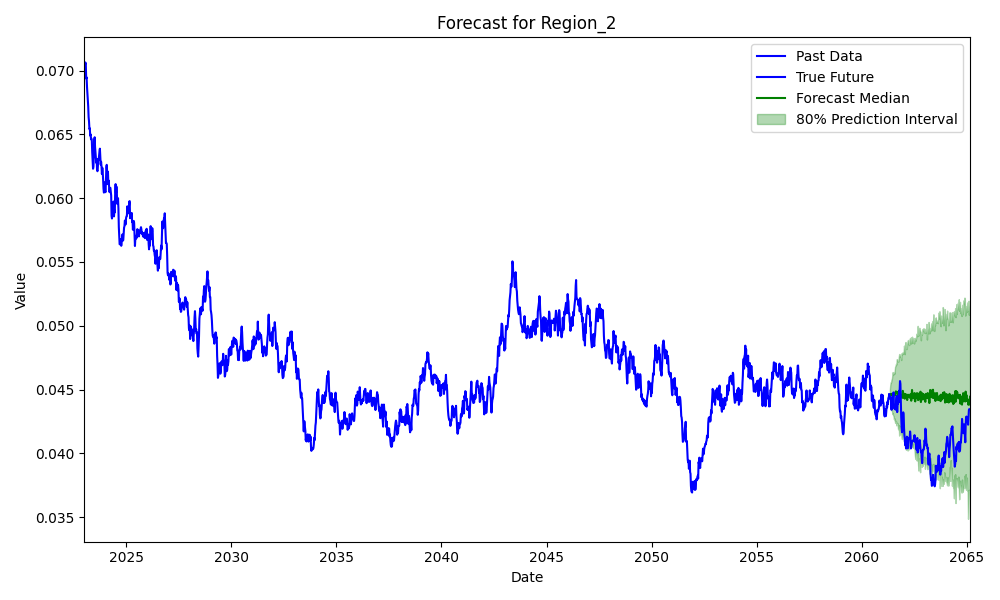 Forecast for Region_2
Past Data
True Future
Forecast Median
80% Prediction Interval
Value
0.070
0.065
0.060
0.055
0.050
0.045
0.040
0.035
2025
2030
2035
2040
2045
2050
2055
2060
2065
Date